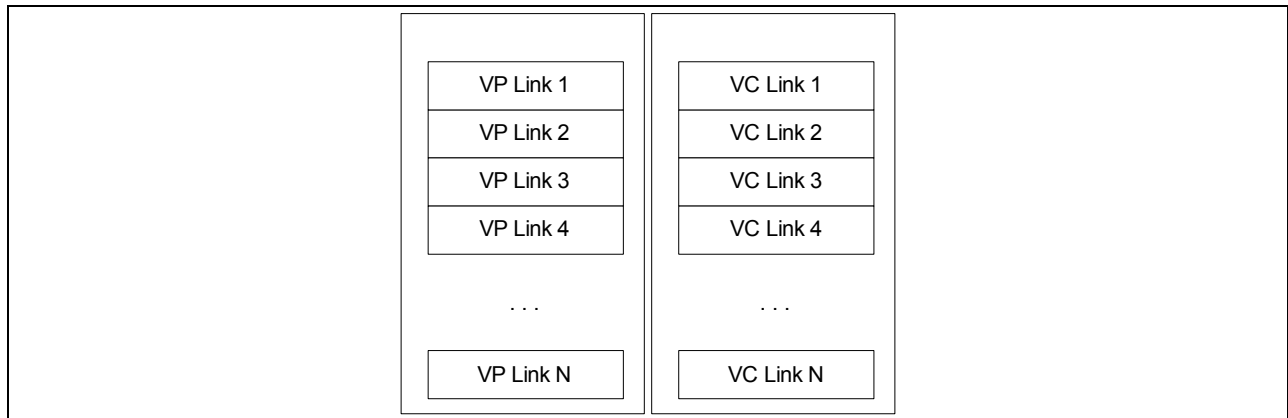 VP Link 1
VP Link 2
VP Link 3
VP Link 4
. . .
VP Link N
VC Link 1
VC Link 2
VC Link 3
VC Link 4
. . .
VC Link N